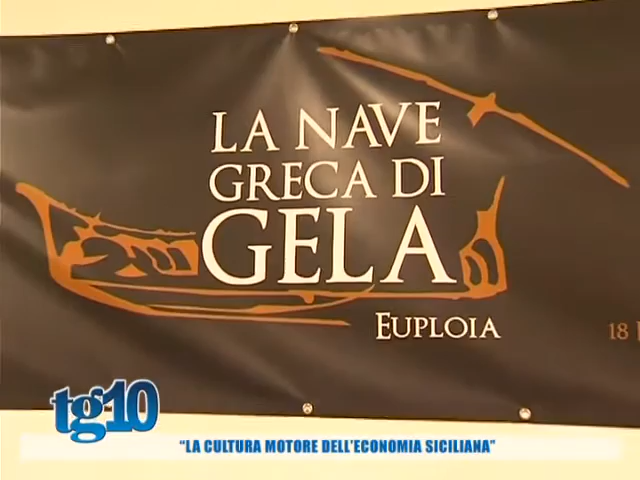 LA NAVE
GRECA DI
GELA
EUPLOIA
18
tg10
"LA CULTURA MOTORE DELL'ECONOMIA SICILIANA"